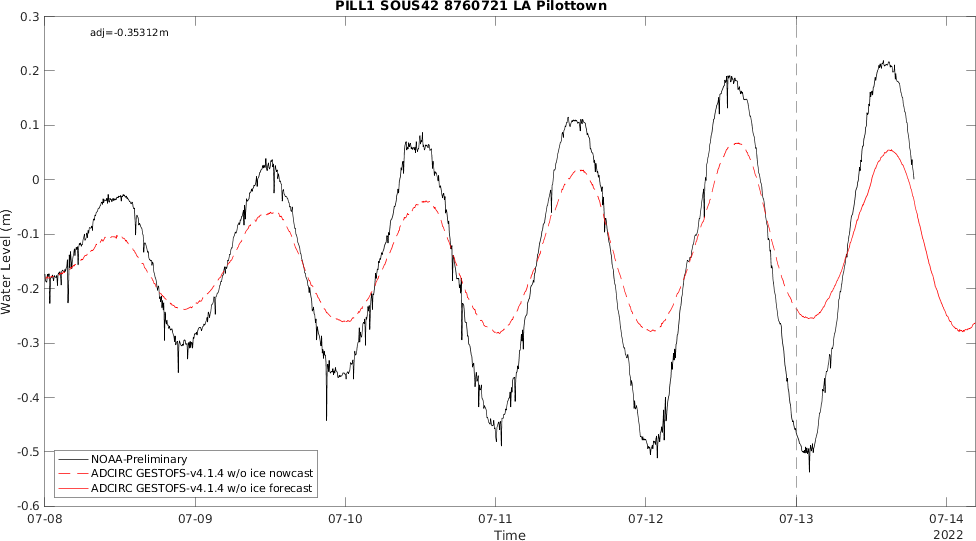 PILL1 SOUS42 8760721 LA Pilottown
adj=-0.35312m
0.3
0.2
0.1
0
-0.1
-0.2
-0.3
-0.4
-0.5
-0.6
Water Level (m)
NOAA-Preliminary
ADCIRC GESTOFS-v4.1.4 w/o ice nowcast
ADCIRC GESTOFS-v4.1.4 w/o ice forecast
07-08 07-09 07-10 07-11 07-12 07-13 07-14
Time
2022